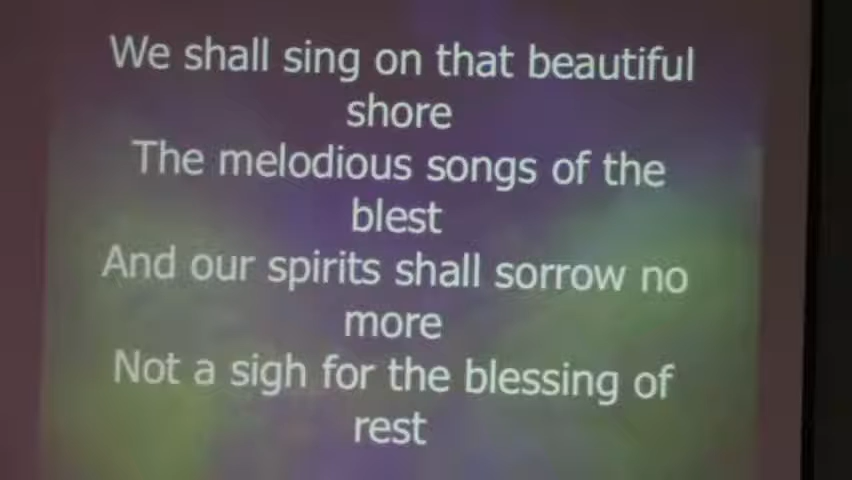 We shall sing on that beautiful
shore
The melodious songs of the
blest
And our spirits shall sorrow no
more
Not a sigh for the blessing of
rest